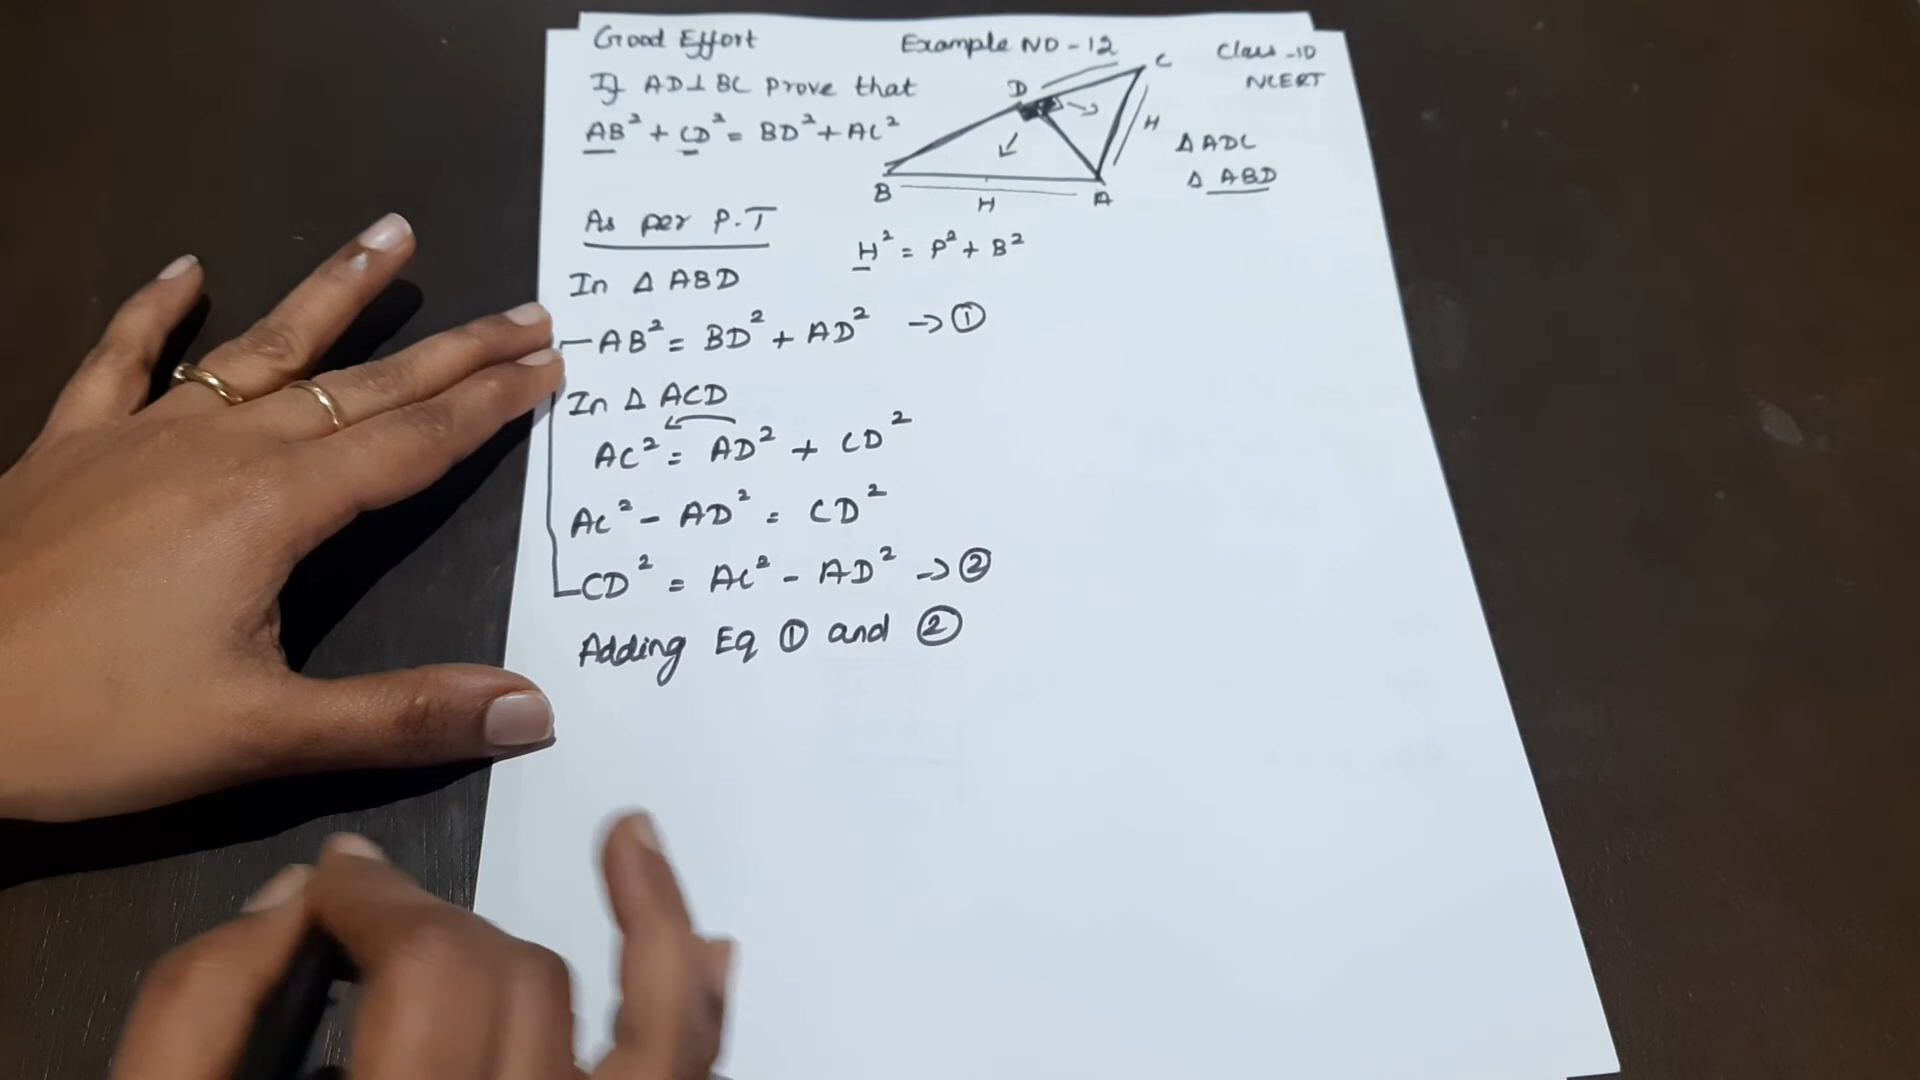 Good Effort Example NO - 12 Class - 10
NCERT
If AD⊥BC Prove that
AB² + CD² = BD² + AC²
D
C
H
B
H
A
Δ ADC
Δ ABD
As per P.T
H² = P² + B²
In Δ ABD
AB² = BD² + AD² → ①
In Δ ACD
AC² = AD² + CD²
AC² - AD² = CD²
CD² = AC² - AD² → ②
Adding Eq ① and ②